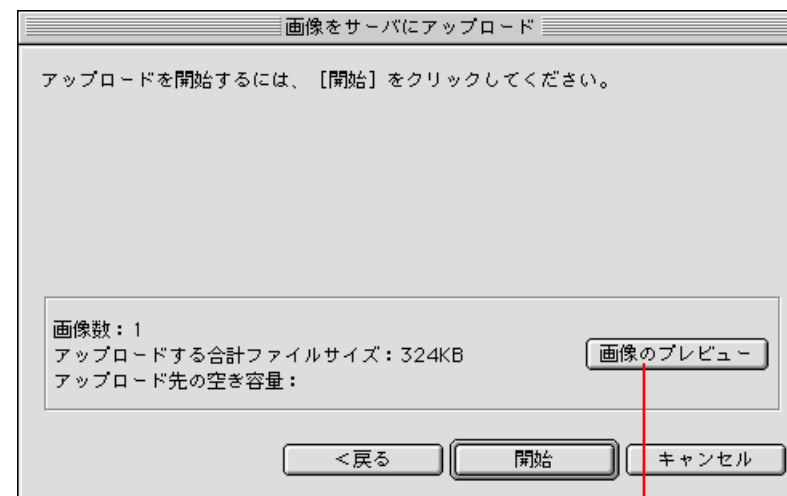 画像をサーバにアップロード
アップロードを開始するには、［開始］をクリックしてください。
画像数：1
アップロードする合計ファイルサイズ：324KB
画像のプレビュー
アップロード先の空き容量：
<戻る
開始
キャンセル